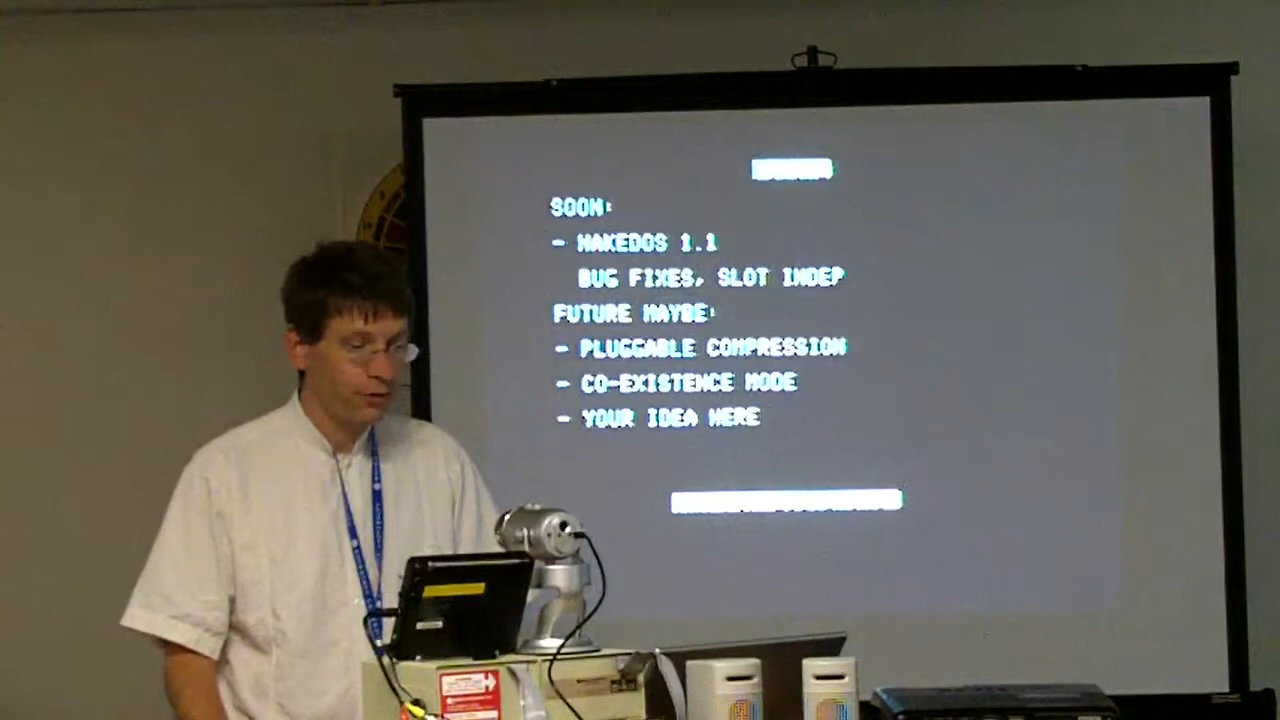 SOON:
- NAKEDOS 1.1
BUG FIXES, SLOT INDEP
FUTURE MAYBE:
- PLUGGABLE COMPRESSION
- CO-EXISTENCE MODE
- YOUR IDEA HERE